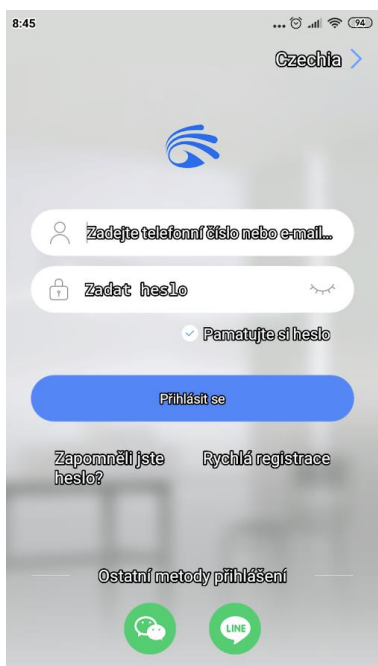 8:45
94
Czechia
Zadejte telefonní číslo nebo e-mail...
Zadat heslo
Pamatujte si heslo
Přihlásit se
Zapomněli jste
heslo?
Rychlá registrace
Ostatní metody přihlášení
LINE